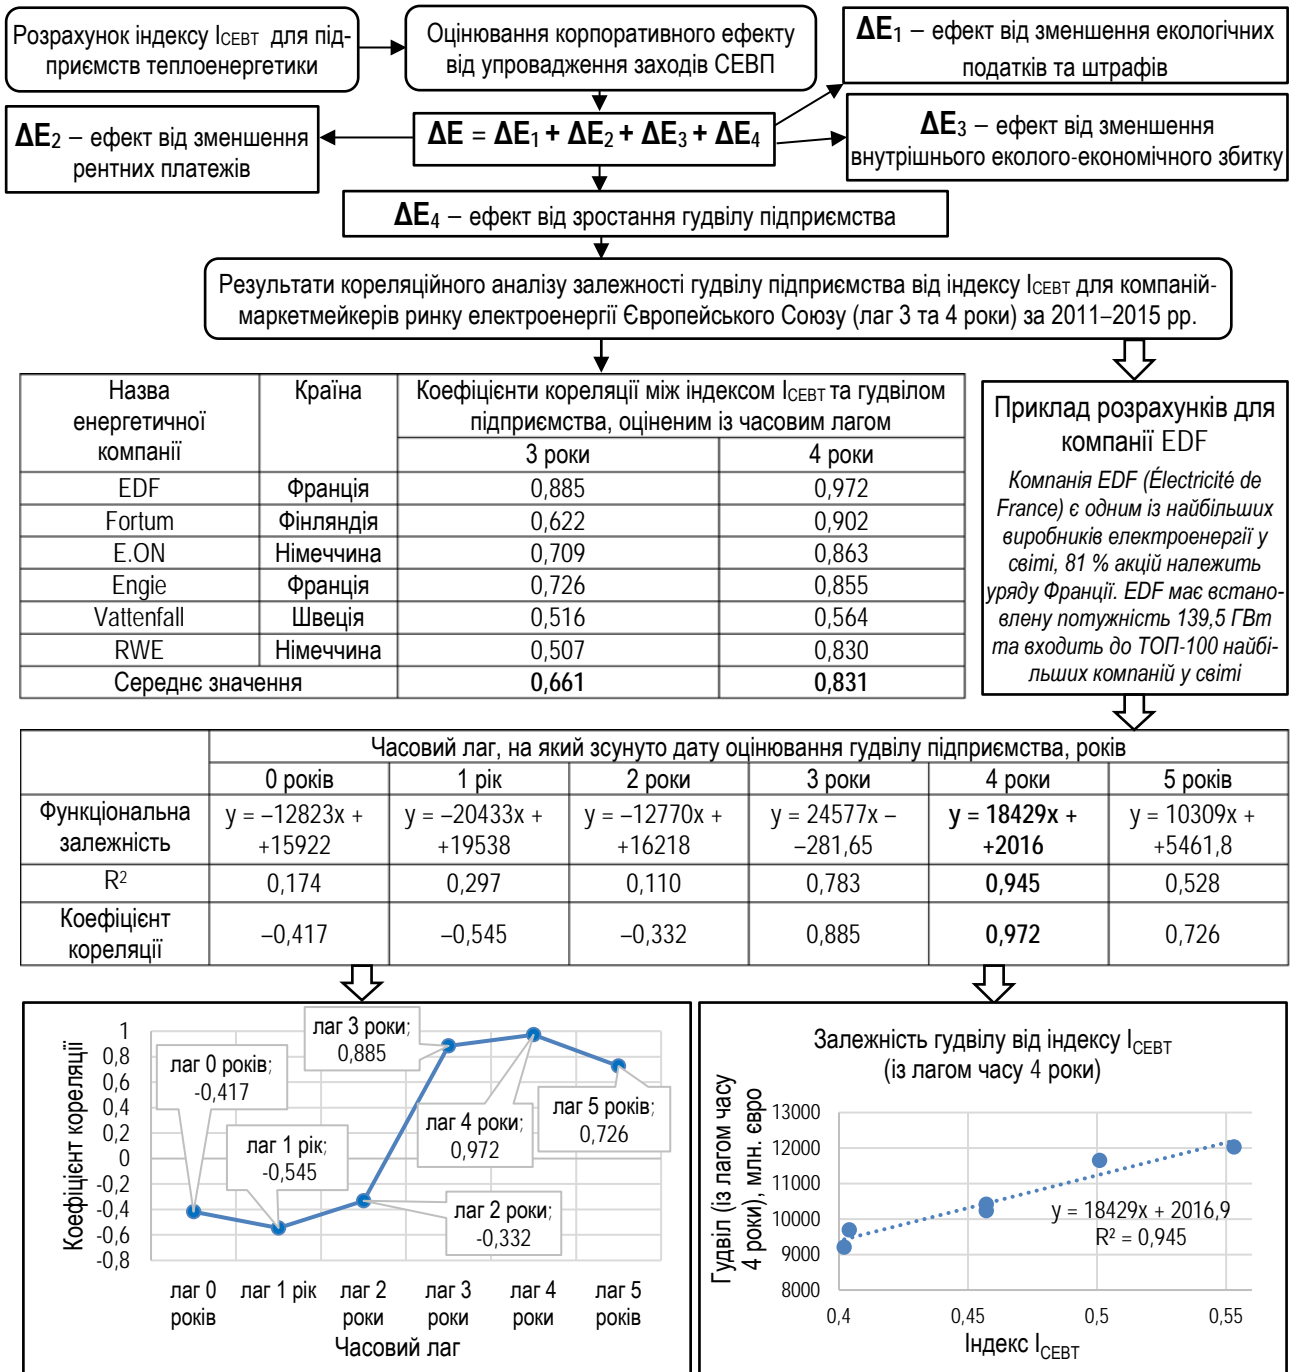 Розрахунок індексу IСЕВТ для під-
приємств теплоенергетики
Оцінювання корпоративного ефекту
від упровадження заходів СЕВП
ΔE1 – ефект від зменшення екологічних
податків та штрафів
ΔE2 – ефект від зменшення
рентних платежів
ΔE = ΔE1 + ΔE2 + ΔE3 + ΔE4
ΔE3 – ефект від зменшення
внутрішнього еколого-економічного збитку
ΔE4 – ефект від зростання гудвілу підприємства
Результати кореляційного аналізу залежності гудвілу підприємства від індексу IСЕВТ для компаній-
маркетмейкерів ринку електроенергії Європейського Союзу (лаг 3 та 4 роки) за 2011–2015 рр.
Назва
енергетичної
компанії
Країна
Коефіцієнти кореляції між індексом IСЕВТ та гудвілом
підприємства, оціненим із часовим лагом
3 роки 4 роки
EDF Франція 0,885 0,972
Fortum Фінляндія 0,622 0,902
E.ON Німеччина 0,709 0,863
Engie Франція 0,726 0,855
Vattenfall Швеція 0,516 0,564
RWE Німеччина 0,507 0,830
Середнє значення 0,661 0,831
Приклад розрахунків для
компанії EDF
Компанія EDF (Électricité de
France) є одним із найбільших
виробників електроенергії у
світі, 81 % акцій належить
уряду Франції. EDF має встано-
влену потужність 139,5 ГВт
та входить до ТОП-100 найбі-
льших компаній у світі
Часовий лаг, на який зсунуто дату оцінювання гудвілу підприємства, років
0 років 1 рік 2 роки 3 роки 4 роки 5 років
Функціональна y = –12823x + y = –20433x + y = –12770x + y = 24577x – y = 18429x + y = 10309x +
залежність +15922 +19538 +16218 –281,65 +2016 +5461,8
R2 0,174 0,297 0,110 0,783 0,945 0,528
Коефіцієнт
кореляції
–0,417 –0,545 –0,332 0,885 0,972 0,726
Коефіцієнт кореляції
1
0,8
0,6
0,4
0,2
0
-0,2
-0,4
-0,6
-0,8
лаг 0 років;
-0,417
лаг 1 рік;
-0,545
лаг 3 роки;
0,885
лаг 4 роки;
0,972
лаг 2 роки;
-0,332
лаг 5 років;
0,726
лаг 0 лаг 1 рік лаг 2 лаг 3 лаг 4 лаг 5
років роки роки роки років
Часовий лаг
Залежність гудвілу від індексу IСЕВТ
(із лагом часу 4 роки)
Гудвіл (із лагом часу
4 роки), млн. євро
13000
12000
11000
10000
9000
8000
y = 18429x + 2016,9
R² = 0,945
0,4 0,45 0,5 0,55
Індекс IСЕВТ